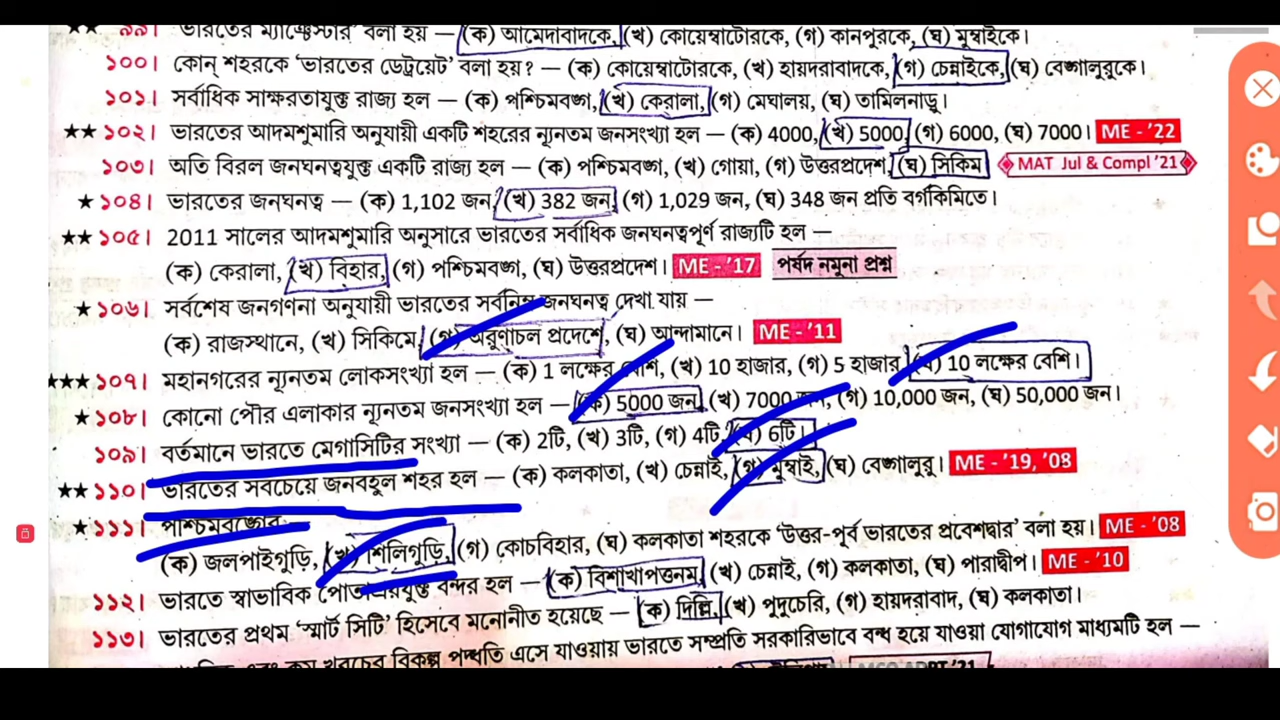 ★★ ৯৯। ভারতের ম্যাঞ্চেস্টার বলা হয় — (ক) আমেদাবাদকে, (খ) কোয়েম্বাটোরকে, (গ) কানপুরকে, (ঘ) মুম্বাইকে।
১০০। কোন্ শহরকে 'ভারতের ডেট্রয়েট' বলা হয়? — (ক) কোয়েম্বাটোরকে, (খ) হায়দরাবাদকে, (গ) চেন্নাইকে, (ঘ) বেঙ্গালুরুকে।
১০১। সর্বাধিক সাক্ষরতাযুক্ত রাজ্য হল — (ক) পশ্চিমবঙ্গ, (খ) কেরালা, (গ) মেঘালয়, (ঘ) তামিলনাড়ু।
★★ ১০২। ভারতের আদমশুমারি অনুযায়ী একটি শহরের ন্যূনতম জনসংখ্যা হল — (ক) 4000, (খ) 5000, (গ) 6000, (ঘ) 7000। ME - '22
১০৩। অতি বিরল জনঘনত্বযুক্ত একটি রাজ্য হল — (ক) পশ্চিমবঙ্গ, (খ) গোয়া, (গ) উত্তরপ্রদেশ, (ঘ) সিকিম MAT Jul & Compl '21
★ ১০৪। ভারতের জনঘনত্ব — (ক) 1,102 জন, (খ) 382 জন, (গ) 1,029 জন, (ঘ) 348 জন প্রতি বর্গকিমিতে।
★★ ১০৫। 2011 সালের আদমশুমারি অনুসারে ভারতের সর্বাধিক জনঘনত্বপূর্ণ রাজ্যটি হল —
(ক) কেরালা, (খ) বিহার, (গ) পশ্চিমবঙ্গ, (ঘ) উত্তরপ্রদেশ। ME - '17 পর্ষদ নমুনা প্রশ্ন
★ ১০৬। সর্বশেষ জনগণনা অনুযায়ী ভারতের সর্বনিম্ন জনঘনত্ব দেখা যায় —
(ক) রাজস্থানে, (খ) সিকিমে, (গ) অরুণাচল প্রদেশে, (ঘ) আন্দামানে। ME - '11
★★★ ১০৭। মহানগরের ন্যূনতম লোকসংখ্যা হল — (ক) 1 লক্ষের বেশি, (খ) 10 হাজার, (গ) 5 হাজার, (ঘ) 10 লক্ষের বেশি।
★ ১০৮। কোনো পৌর এলাকার ন্যূনতম জনসংখ্যা হল — (ক) 5000 জন, (খ) 7000 জন, (গ) 10,000 জন, (ঘ) 50,000 জন।
১০৯। বর্তমানে ভারতে মেগাসিটির সংখ্যা — (ক) 2টি, (খ) 3টি, (গ) 4টি, (ঘ) 6টি।
★★ ১১০। ভারতের সবচেয়ে জনবহুল শহর হল — (ক) কলকাতা, (খ) চেন্নাই, (গ) মুম্বাই, (ঘ) বেঙ্গালুরু। ME - '19, '08
★ ১১১। পশ্চিমবঙ্গের
(ক) জলপাইগুড়ি, (খ) শিলিগুড়ি, (গ) কোচবিহার, (ঘ) কলকাতা শহরকে 'উত্তর-পূর্ব ভারতের প্রবেশদ্বার' বলা হয়। ME - '08
১১২। ভারতে স্বাভাবিক পোতাশ্রয়যুক্ত বন্দর হল — (ক) বিশাখাপত্তনম, (খ) চেন্নাই, (গ) কলকাতা, (ঘ) পারাদ্বীপ। ME - '10
১১৩। ভারতের প্রথম 'স্মার্ট সিটি' হিসেবে মনোনীত হয়েছে — (ক) দিল্লি, (খ) পুদুচেরি, (গ) হায়দরাবাদ, (ঘ) কলকাতা।
খরচের বিকল্প পদ্ধতি এসে যাওয়ায় ভারতে সম্প্রতি সরকারিভাবে বন্ধ হয়ে যাওয়া যোগাযোগ মাধ্যমটি হল —